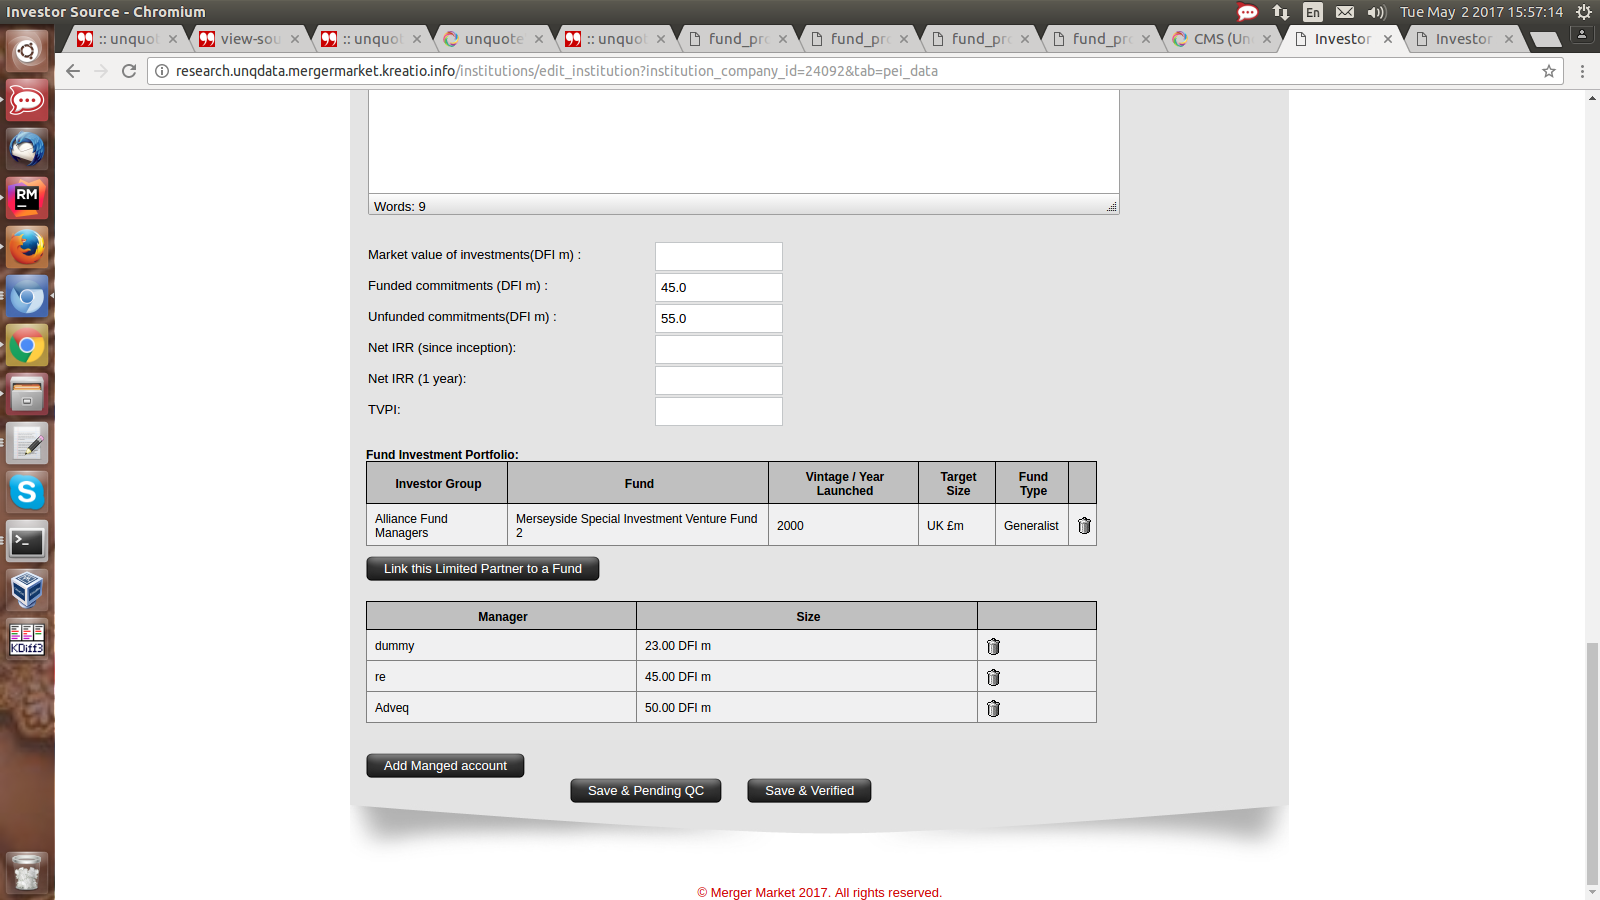 Investor Source - Chromium
En
Tue May 2 2017 15:57:14
:: unquot
view-sou
:: unquot
unquote
:: unquot
fund_pro
fund_pro
fund_pro
fund_pro
CMS (Un
Investor
Investor
research.unqdata.mergermarket.kreatio.info/institutions/edit_institution?institution_company_id=24092&tab=pei_data
RM
KDiff3
Words: 9
Market value of investments(DFI m) :
Funded commitments (DFI m) : 45.0
Unfunded commitments(DFI m) : 55.0
Net IRR (since inception):
Net IRR (1 year):
TVPI:
Fund Investment Portfolio:
Investor Group Fund Vintage / Year Launched Target Size Fund Type
Alliance Fund Managers Merseyside Special Investment Venture Fund 2 2000 UK £m Generalist
Link this Limited Partner to a Fund
Manager Size
dummy 23.00 DFI m
re 45.00 DFI m
Adveq 50.00 DFI m
Add Manged account
Save & Pending QC Save & Verified
© Merger Market 2017. All rights reserved.